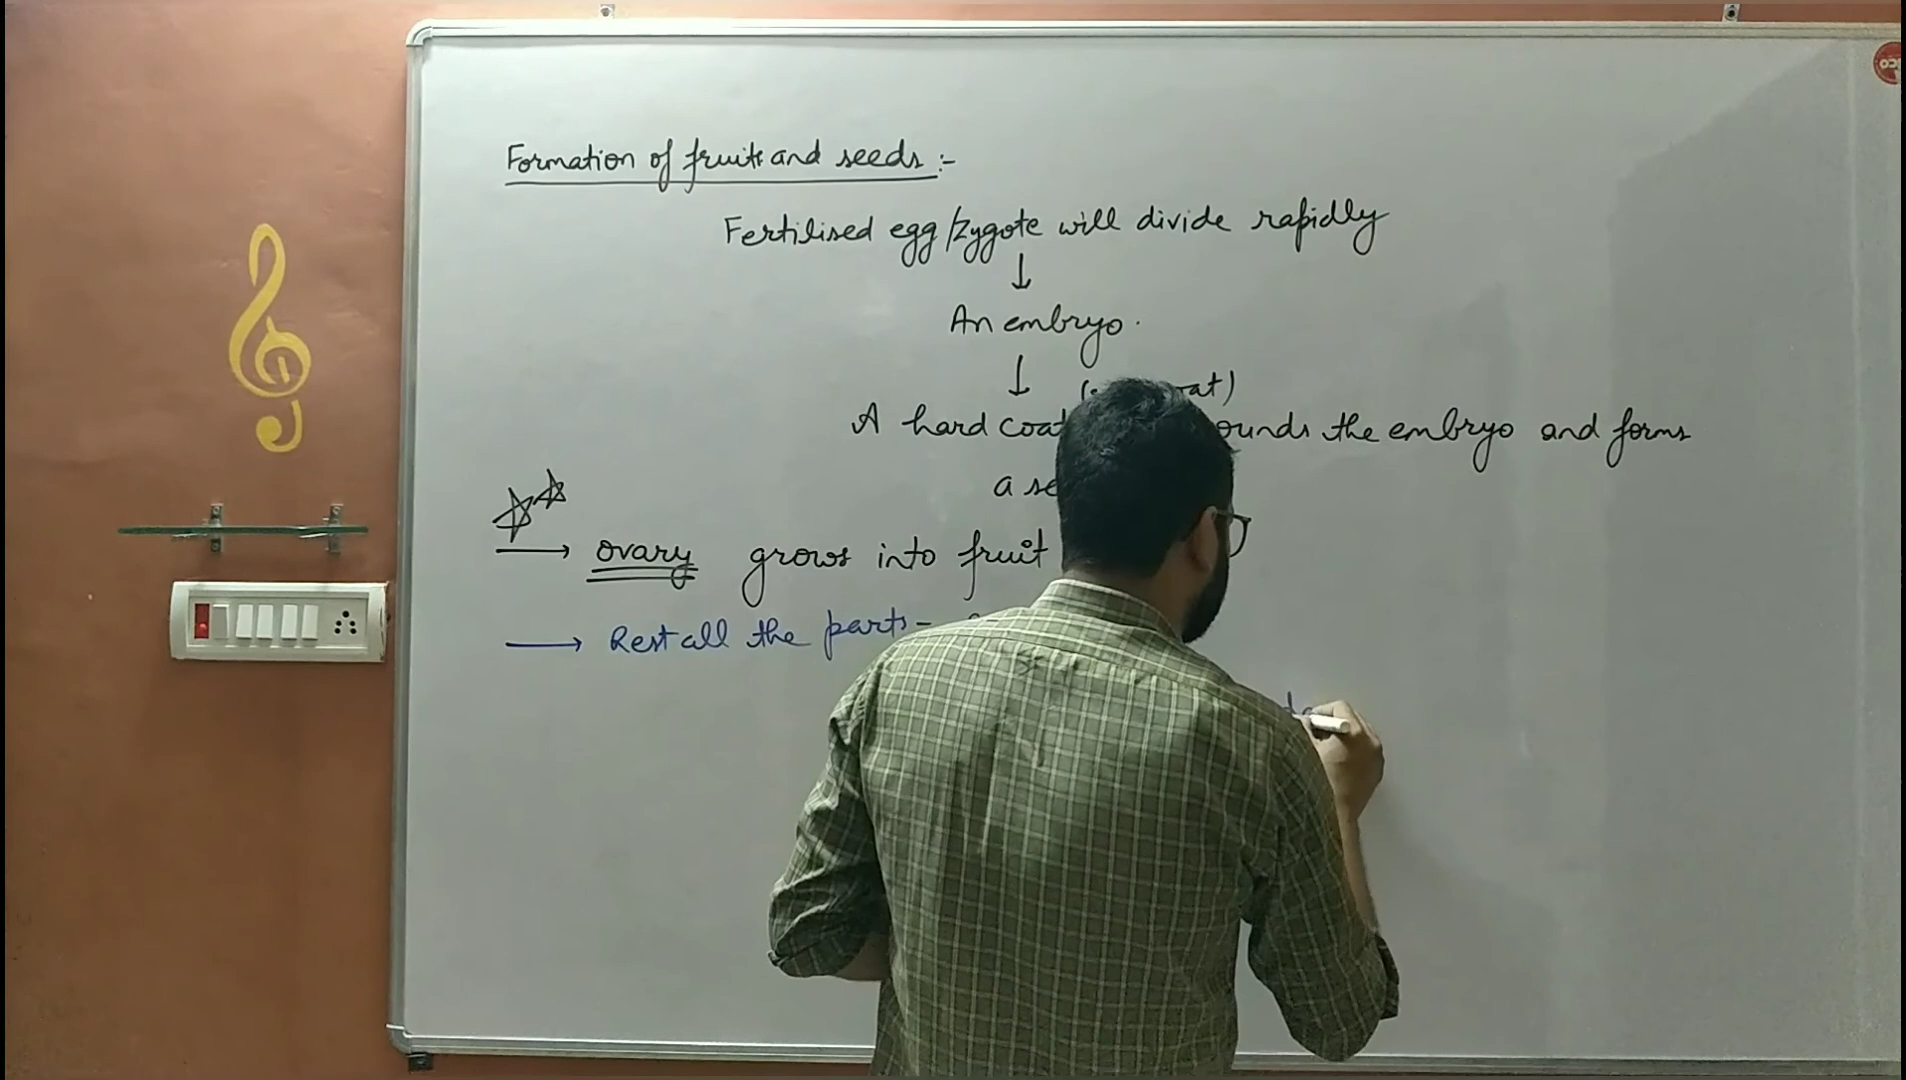 Formation of fruits and seeds :-
Fertilised egg/zygote will divide rapidly
↓
An embryo.
↓
A hard coat the embryo and forms
a
→ ovary grows into fruit
→ Rest all the parts -